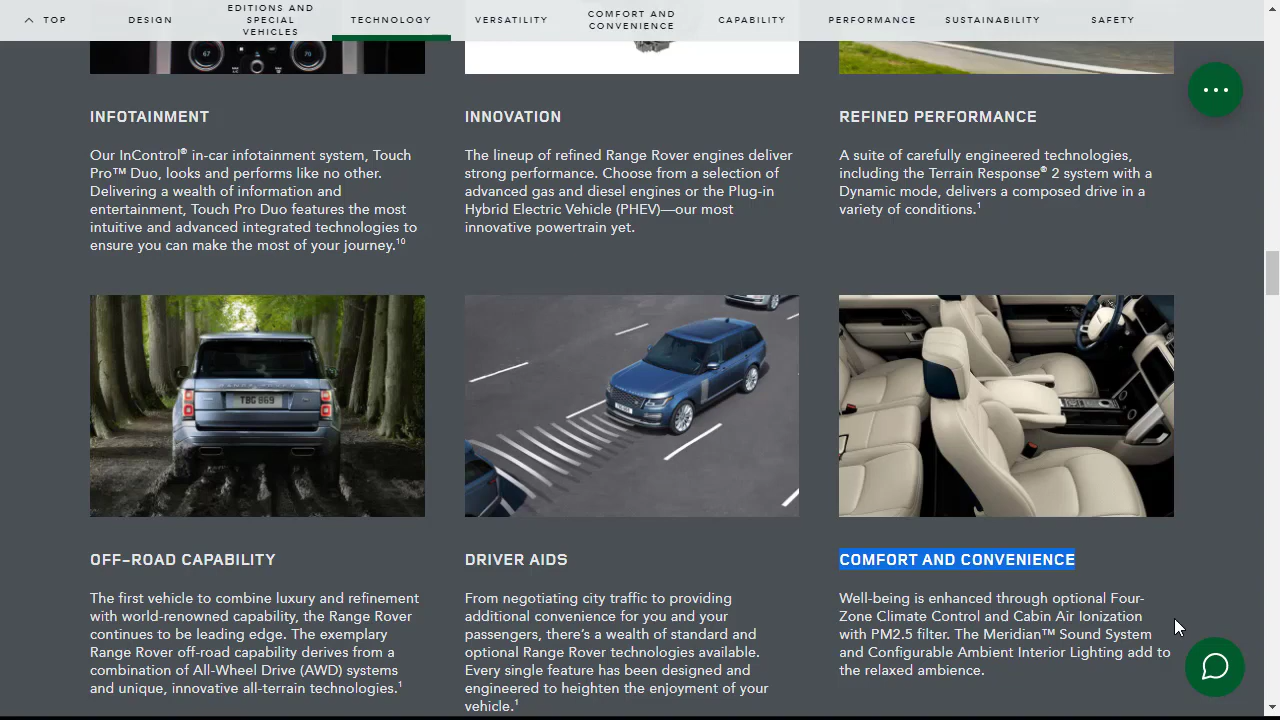 TOP
DESIGN
EDITIONS AND
SPECIAL
VEHICLES
TECHNOLOGY
VERSATILITY
COMFORT AND
CONVENIENCE
CAPABILITY
PERFORMANCE
SUSTAINABILITY
SAFETY
67
70
INFOTAINMENT
Our InControl® in-car infotainment system, Touch
Pro™ Duo, looks and performs like no other.
Delivering a wealth of information and
entertainment, Touch Pro Duo features the most
intuitive and advanced integrated technologies to
ensure you can make the most of your journey.¹⁰
INNOVATION
The lineup of refined Range Rover engines deliver
strong performance. Choose from a selection of
advanced gas and diesel engines or the Plug-in
Hybrid Electric Vehicle (PHEV)—our most
innovative powertrain yet.
REFINED PERFORMANCE
A suite of carefully engineered technologies,
including the Terrain Response® 2 system with a
Dynamic mode, delivers a composed drive in a
variety of conditions.¹
RANGE ROVER
TBG 869
OFF-ROAD CAPABILITY
The first vehicle to combine luxury and refinement
with world-renowned capability, the Range Rover
continues to be leading edge. The exemplary
Range Rover off-road capability derives from a
combination of All-Wheel Drive (AWD) systems
and unique, innovative all-terrain technologies.¹
DRIVER AIDS
From negotiating city traffic to providing
additional convenience for you and your
passengers, there's a wealth of standard and
optional Range Rover technologies available.
Every single feature has been designed and
engineered to heighten the enjoyment of your
vehicle.¹
COMFORT AND CONVENIENCE
Well-being is enhanced through optional Four-
Zone Climate Control and Cabin Air Ionization
with PM2.5 filter. The Meridian™ Sound System
and Configurable Ambient Interior Lighting add to
the relaxed ambience.